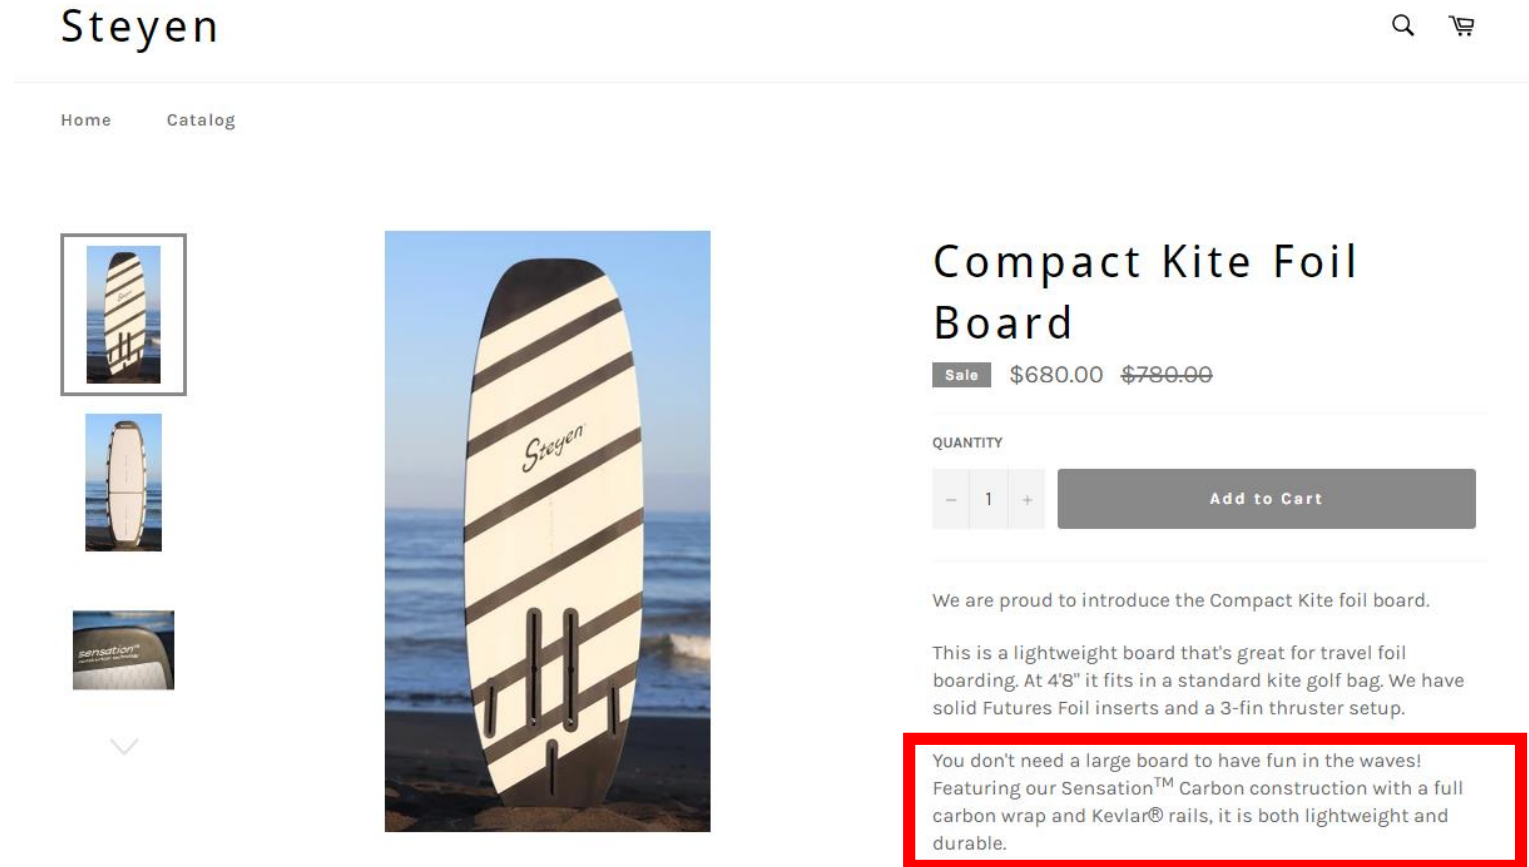 Steyen
Home
Catalog
Steyen
sensation™
Compact Kite Foil
Board
Sale $680.00 $780.00
QUANTITY
− 1 +
Add to Cart
We are proud to introduce the Compact Kite foil board.
This is a lightweight board that's great for travel foil
boarding. At 4'8" it fits in a standard kite golf bag. We have
solid Futures Foil inserts and a 3-fin thruster setup.
You don't need a large board to have fun in the waves!
Featuring our Sensation™ Carbon construction with a full
carbon wrap and Kevlar® rails, it is both lightweight and
durable.